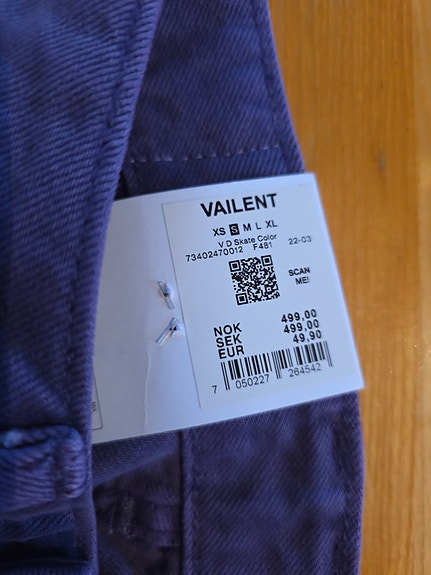 VAILENT
XS S M L XL
V D Skate Color
73402470012 F481 22-03
SCAN
ME!
NOK 499,00
SEK 499,00
EUR 49,90
7 050227 264542